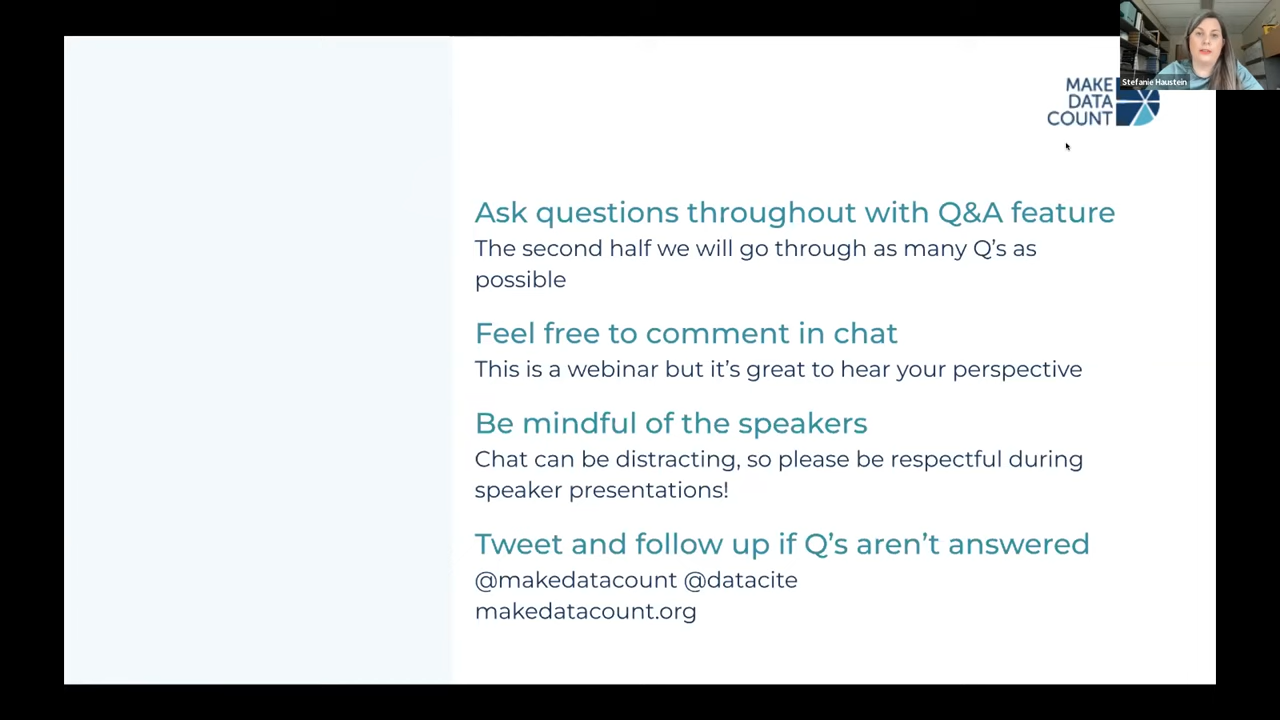 Stefanie Haustein
MAKE
DATA
COUNT
Ask questions throughout with Q&A feature
The second half we will go through as many Q’s as
possible
Feel free to comment in chat
This is a webinar but it’s great to hear your perspective
Be mindful of the speakers
Chat can be distracting, so please be respectful during
speaker presentations!
Tweet and follow up if Q’s aren’t answered
@makedatacount @datacite
makedatacount.org